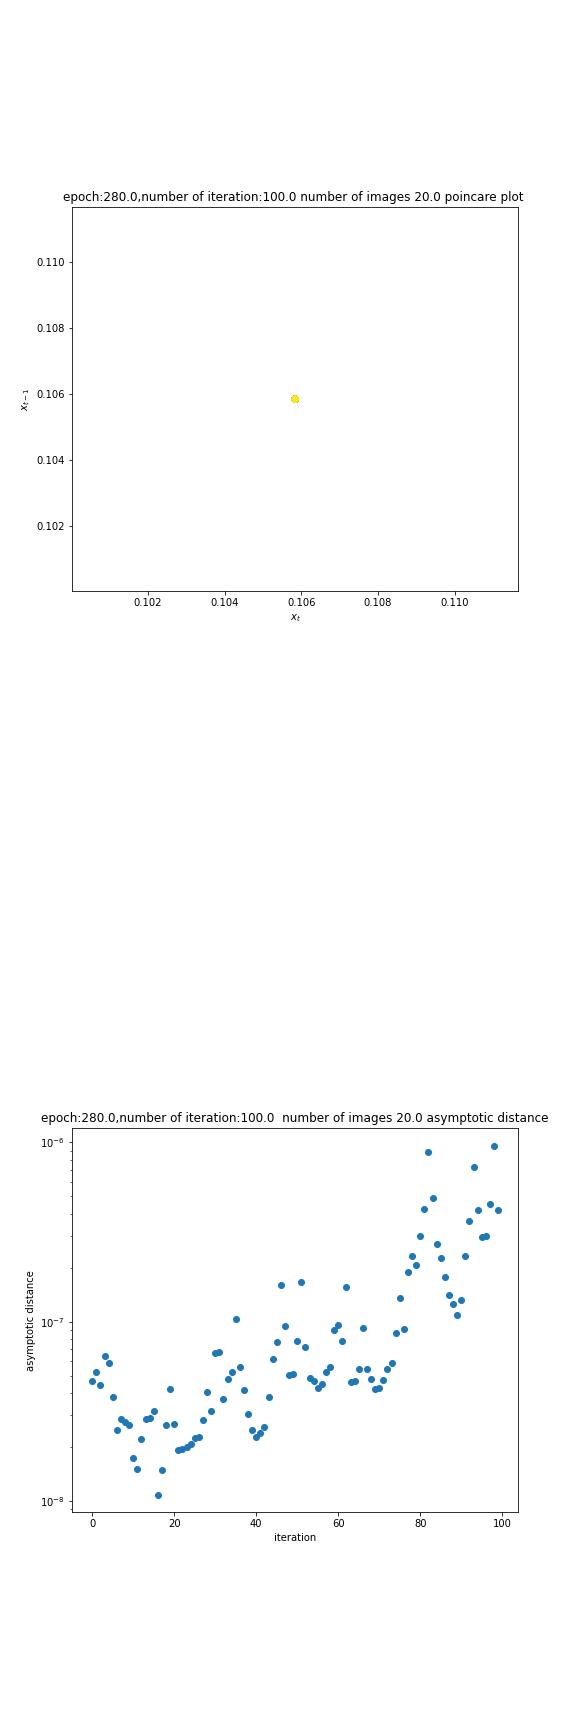 epoch:280.0,number of iteration:100.0 number of images 20.0 poincare plot
0.110
0.108
0.106
0.104
0.102
x_{t-1}
0.102 0.104 0.106 0.108 0.110
x_t
epoch:280.0,number of iteration:100.0  number of images 20.0 asymptotic distance
10^{-6}
10^{-7}
10^{-8}
asymptotic distance
0 20 40 60 80 100
iteration